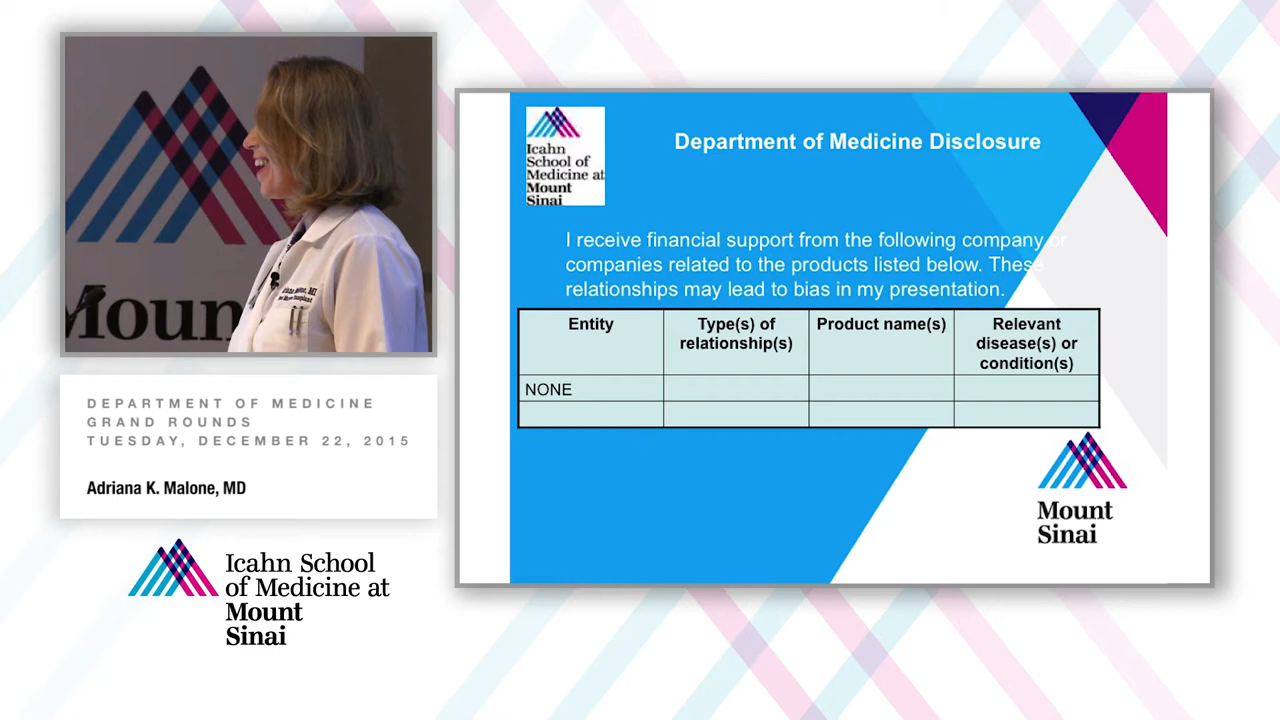 Moun
DEPARTMENT OF MEDICINE
GRAND ROUNDS
TUESDAY, DECEMBER 22, 2015
Adriana K. Malone, MD
Icahn School
of Medicine at
Mount
Sinai
Icahn
School of
Medicine at
Mount
Sinai
Department of Medicine Disclosure
I receive financial support from the following company or
companies related to the products listed below. These
relationships may lead to bias in my presentation.
Entity
Type(s) of
relationship(s)
Product name(s)
Relevant
disease(s) or
condition(s)
NONE
Mount
Sinai